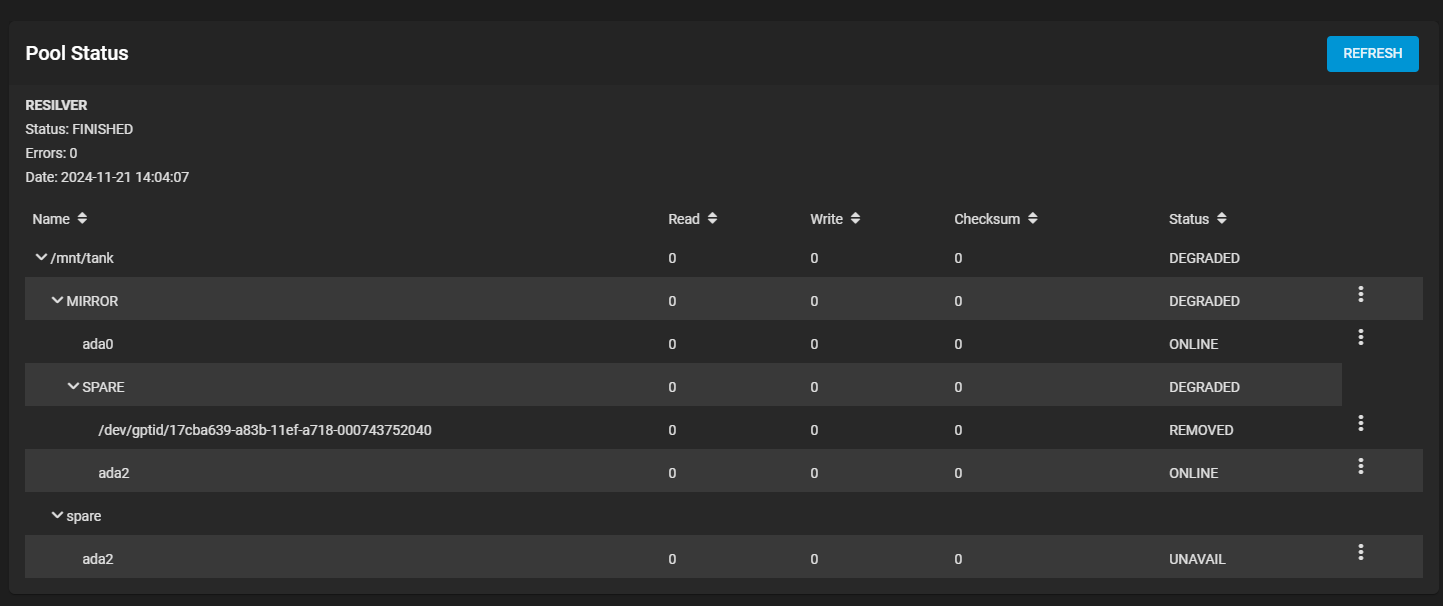 Pool Status
REFRESH
RESILVER
Status: FINISHED
Errors: 0
Date: 2024-11-21 14:04:07
Name Read Write Checksum Status
/mnt/tank 0 0 0 DEGRADED
MIRROR 0 0 0 DEGRADED
ada0 0 0 0 ONLINE
SPARE 0 0 0 DEGRADED
/dev/gptid/17cba639-a83b-11ef-a718-000743752040 0 0 0 REMOVED
ada2 0 0 0 ONLINE
spare
ada2 0 0 0 UNAVAIL